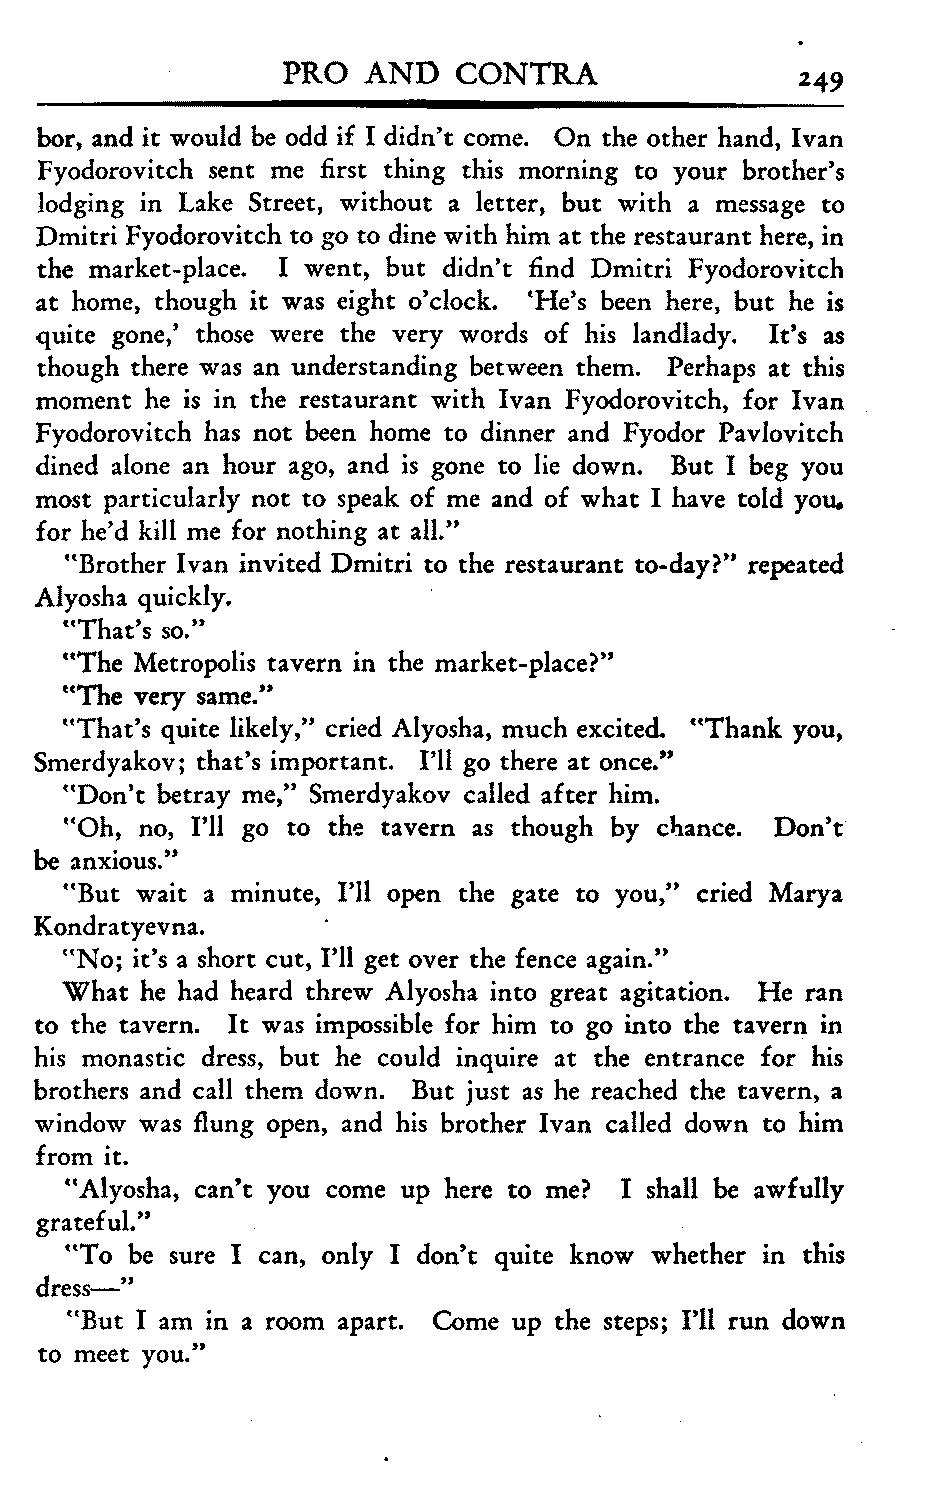 PRO AND CONTRA 249
bor, and it would be odd if I didn't come. On the other hand, Ivan
Fyodorovitch sent me first thing this morning to your brother's
lodging in Lake Street, without a letter, but with a message to
Dmitri Fyodorovitch to go to dine with him at the restaurant here, in
the market-place. I went, but didn't find Dmitri Fyodorovitch
at home, though it was eight o'clock. 'He's been here, but he is
quite gone,' those were the very words of his landlady. It's as
though there was an understanding between them. Perhaps at this
moment he is in the restaurant with Ivan Fyodorovitch, for Ivan
Fyodorovitch has not been home to dinner and Fyodor Pavlovitch
dined alone an hour ago, and is gone to lie down. But I beg you
most particularly not to speak of me and of what I have told you,
for he'd kill me for nothing at all."
"Brother Ivan invited Dmitri to the restaurant to-day?" repeated
Alyosha quickly.
"That's so."
"The Metropolis tavern in the market-place?"
"The very same."
"That's quite likely," cried Alyosha, much excited. "Thank you,
Smerdyakov; that's important. I'll go there at once."
"Don't betray me," Smerdyakov called after him.
"Oh, no, I'll go to the tavern as though by chance. Don't
be anxious."
"But wait a minute, I'll open the gate to you," cried Marya
Kondratyevna.
"No; it's a short cut, I'll get over the fence again."
What he had heard threw Alyosha into great agitation. He ran
to the tavern. It was impossible for him to go into the tavern in
his monastic dress, but he could inquire at the entrance for his
brothers and call them down. But just as he reached the tavern, a
window was flung open, and his brother Ivan called down to him
from it.
"Alyosha, can't you come up here to me? I shall be awfully
grateful."
"To be sure I can, only I don't quite know whether in this
dress—"
"But I am in a room apart. Come up the steps; I'll run down
to meet you."